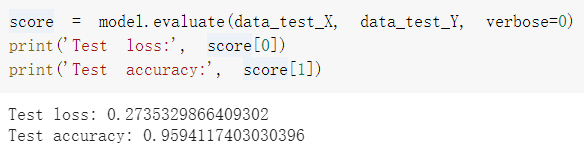 score = model.evaluate(data_test_X, data_test_Y, verbose=0)
print('Test loss:', score[0])
print('Test accuracy:', score[1])
Test loss: 0.2735329866409302
Test accuracy: 0.9594117403030396